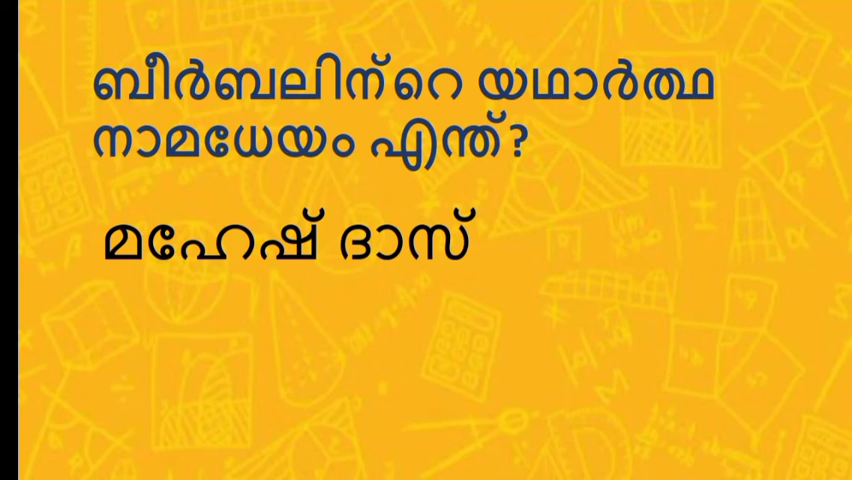 ബീർബലിന്റെ യഥാർത്ഥ
നാമധേയം എന്ത്?
മഹേഷ് ദാസ്